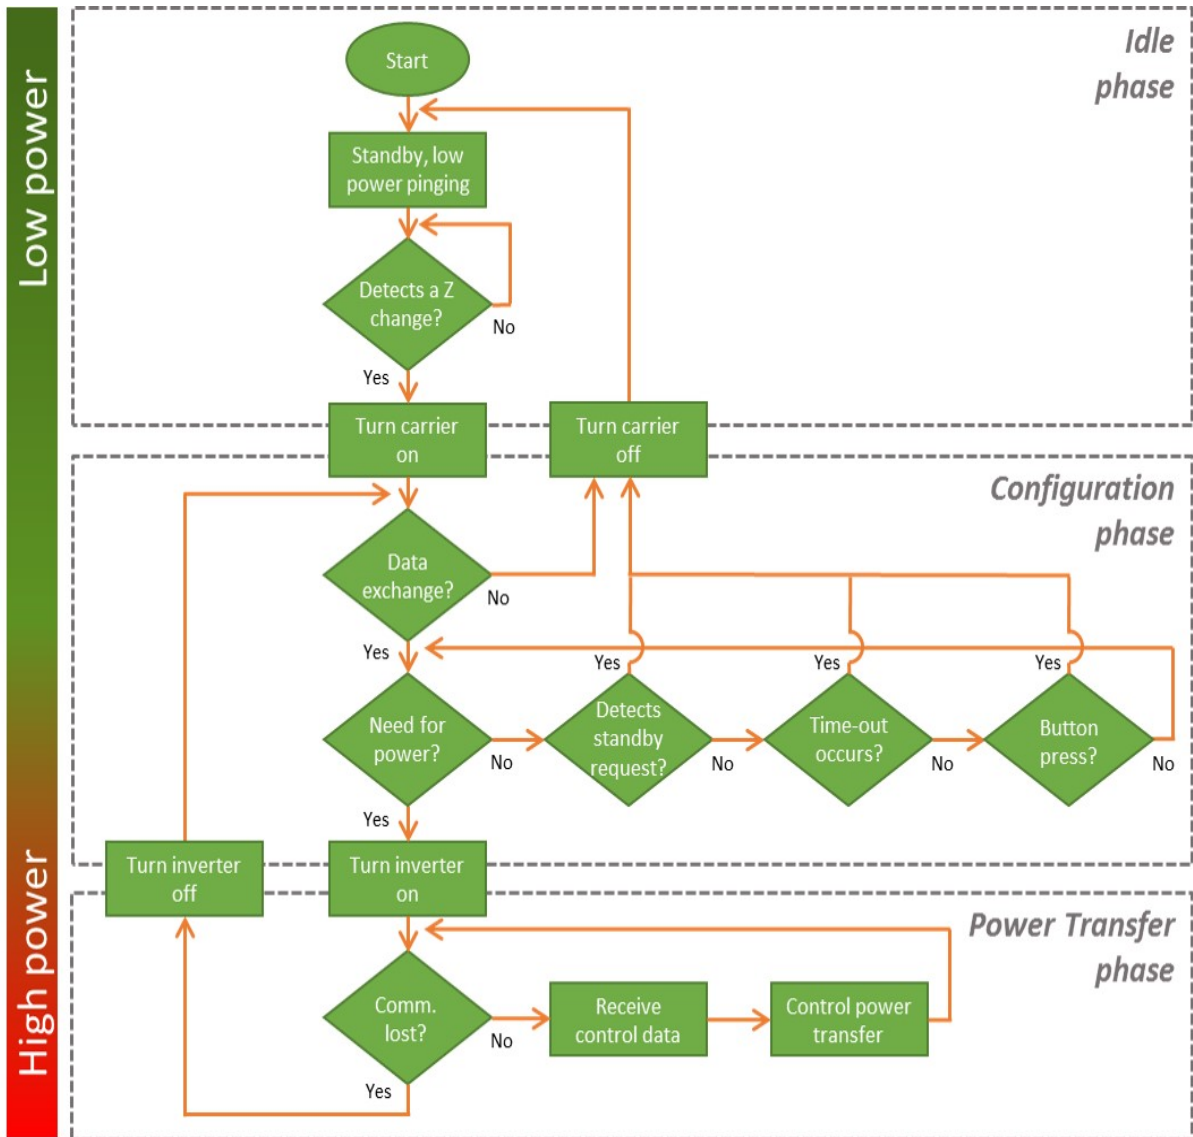 Low power
High power
Idle
phase
Start
Standby, low
power pinging
Detects a Z
change?
No
Yes
Turn carrier
on
Turn carrier
off
Configuration
phase
Data
exchange?
No
Yes
Need for
power?
No
Yes
Detects
standby
request?
Yes
No
Time-out
occurs?
Yes
No
Button
press?
Yes
No
Turn inverter
off
Turn inverter
on
Power Transfer
phase
Comm.
lost?
No
Yes
Receive
control data
Control power
transfer